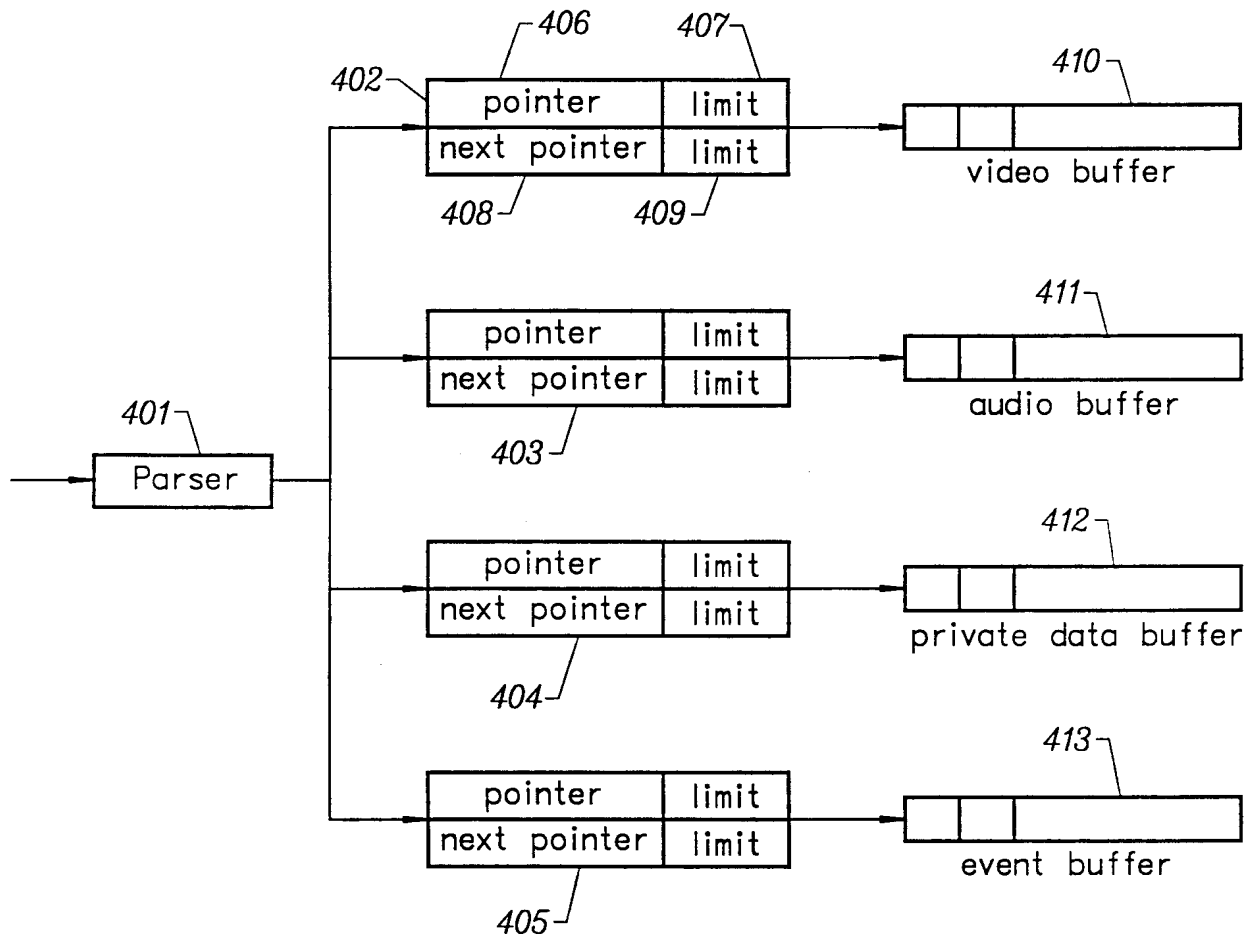 406 407
402 410
pointer limit
next pointer limit
video buffer
408 409
411
pointer limit
next pointer limit
audio buffer
401 403
Parser
412
pointer limit
next pointer limit
private data buffer
404
413
pointer limit
next pointer limit
event buffer
405